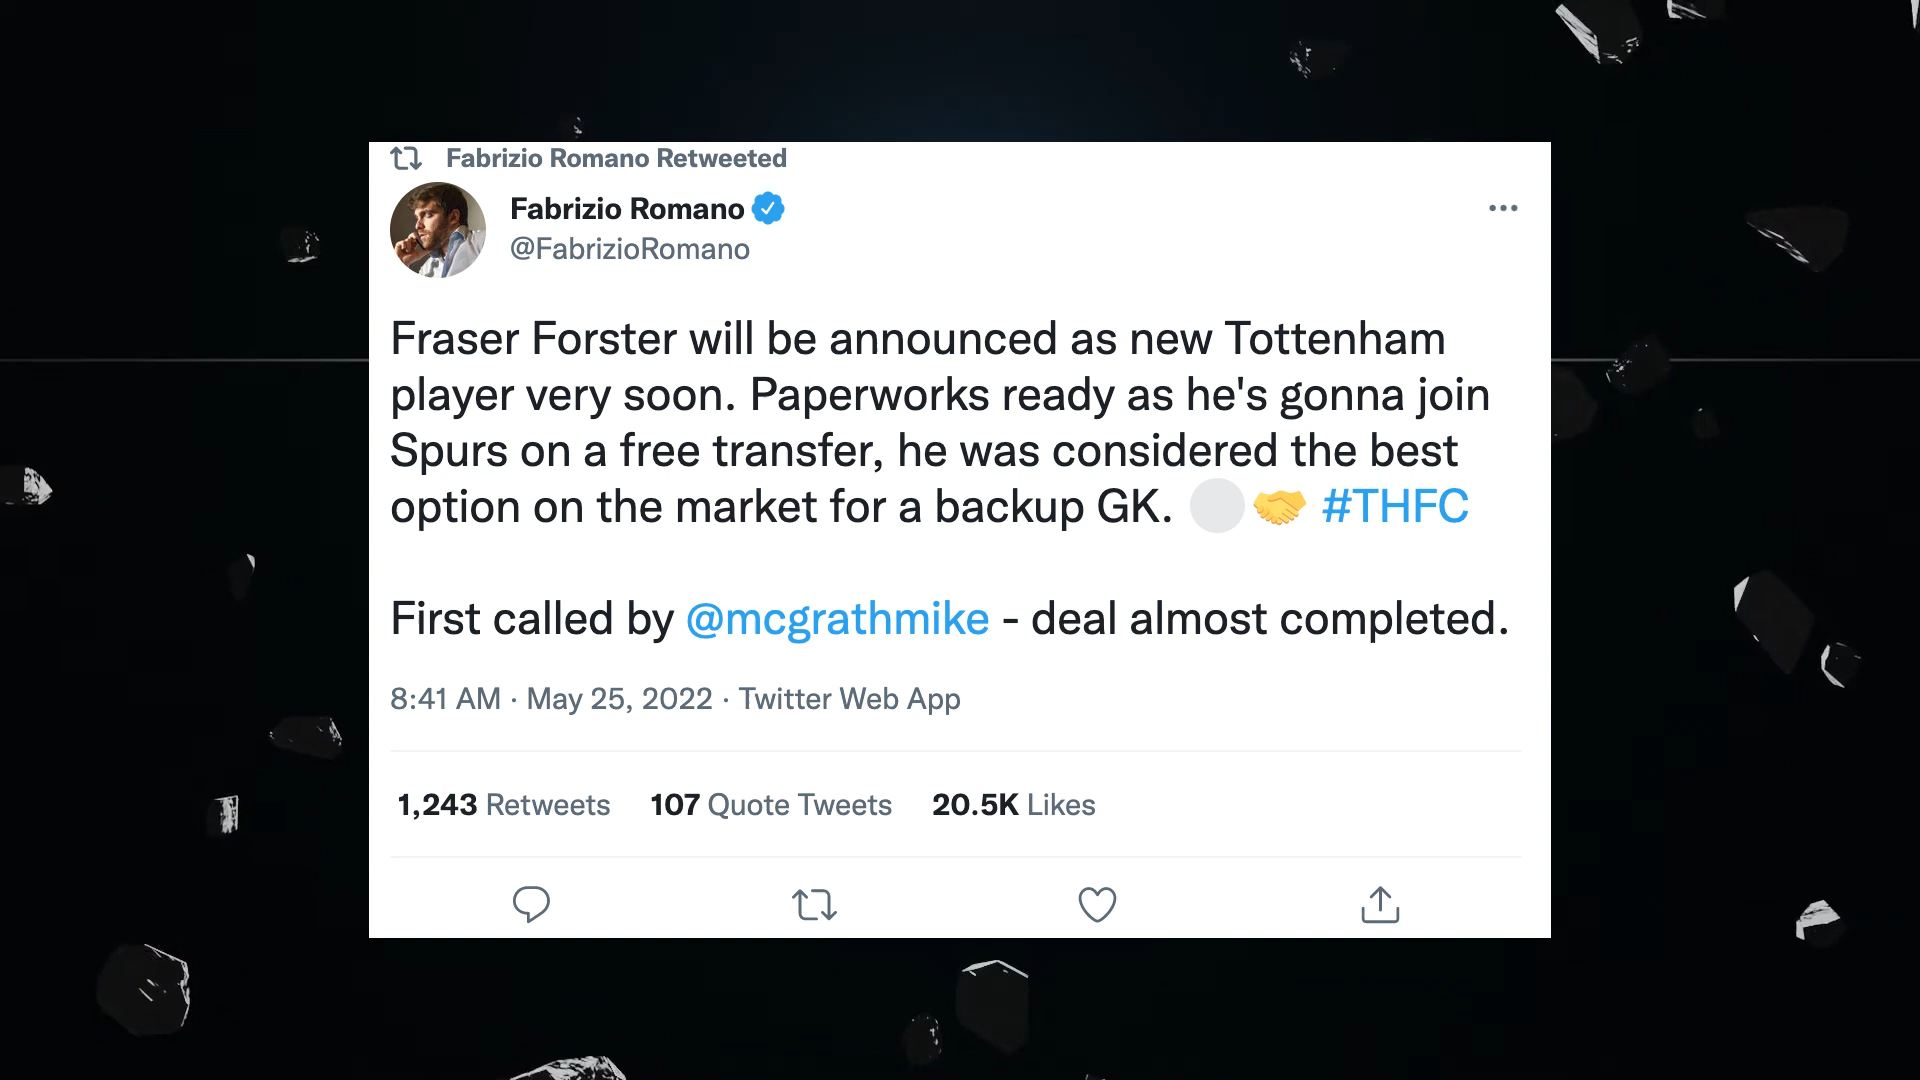 Fabrizio Romano Retweeted
Fabrizio Romano
@FabrizioRomano
Fraser Forster will be announced as new Tottenham
player very soon. Paperworks ready as he's gonna join
Spurs on a free transfer, he was considered the best
option on the market for a backup GK. ⚪🤝 #THFC
First called by @mcgrathmike - deal almost completed.
8:41 AM · May 25, 2022 · Twitter Web App
1,243 Retweets 107 Quote Tweets 20.5K Likes